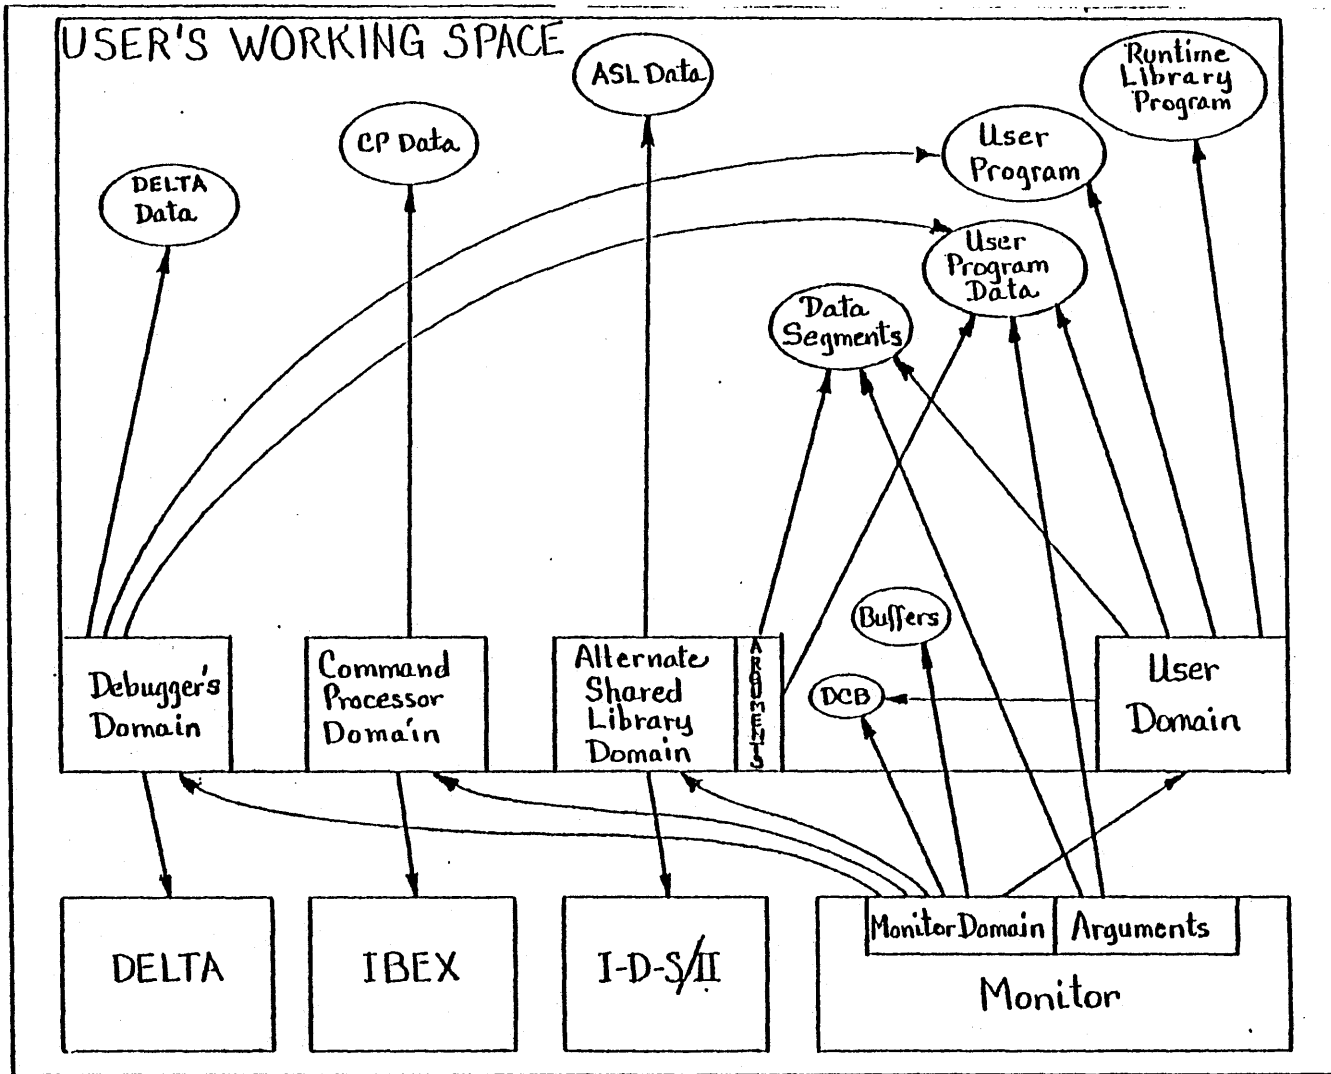 USER'S WORKING SPACE
ASL Data
Runtime
Library
Program
CP Data
User
Program
DELTA
Data
User
Program
Data
Data
Segments
Buffers
DCB
Debugger's
Domain
Command
Processor
Domain
Alternate
Shared
Library
Domain
ARGUMENTS
User
Domain
DELTA
IBEX
I-D-S/II
Monitor Domain
Arguments
Monitor